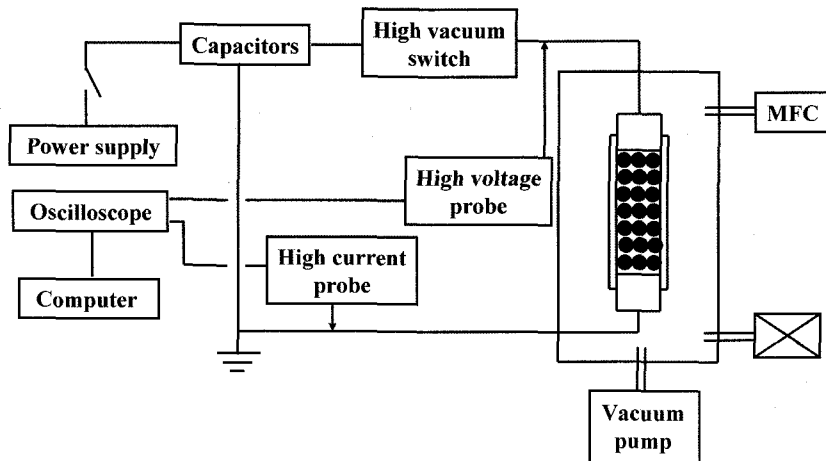 Capacitors
High vacuum
switch
MFC
Power supply
High voltage
probe
Oscilloscope
High current
probe
Computer
Vacuum
pump